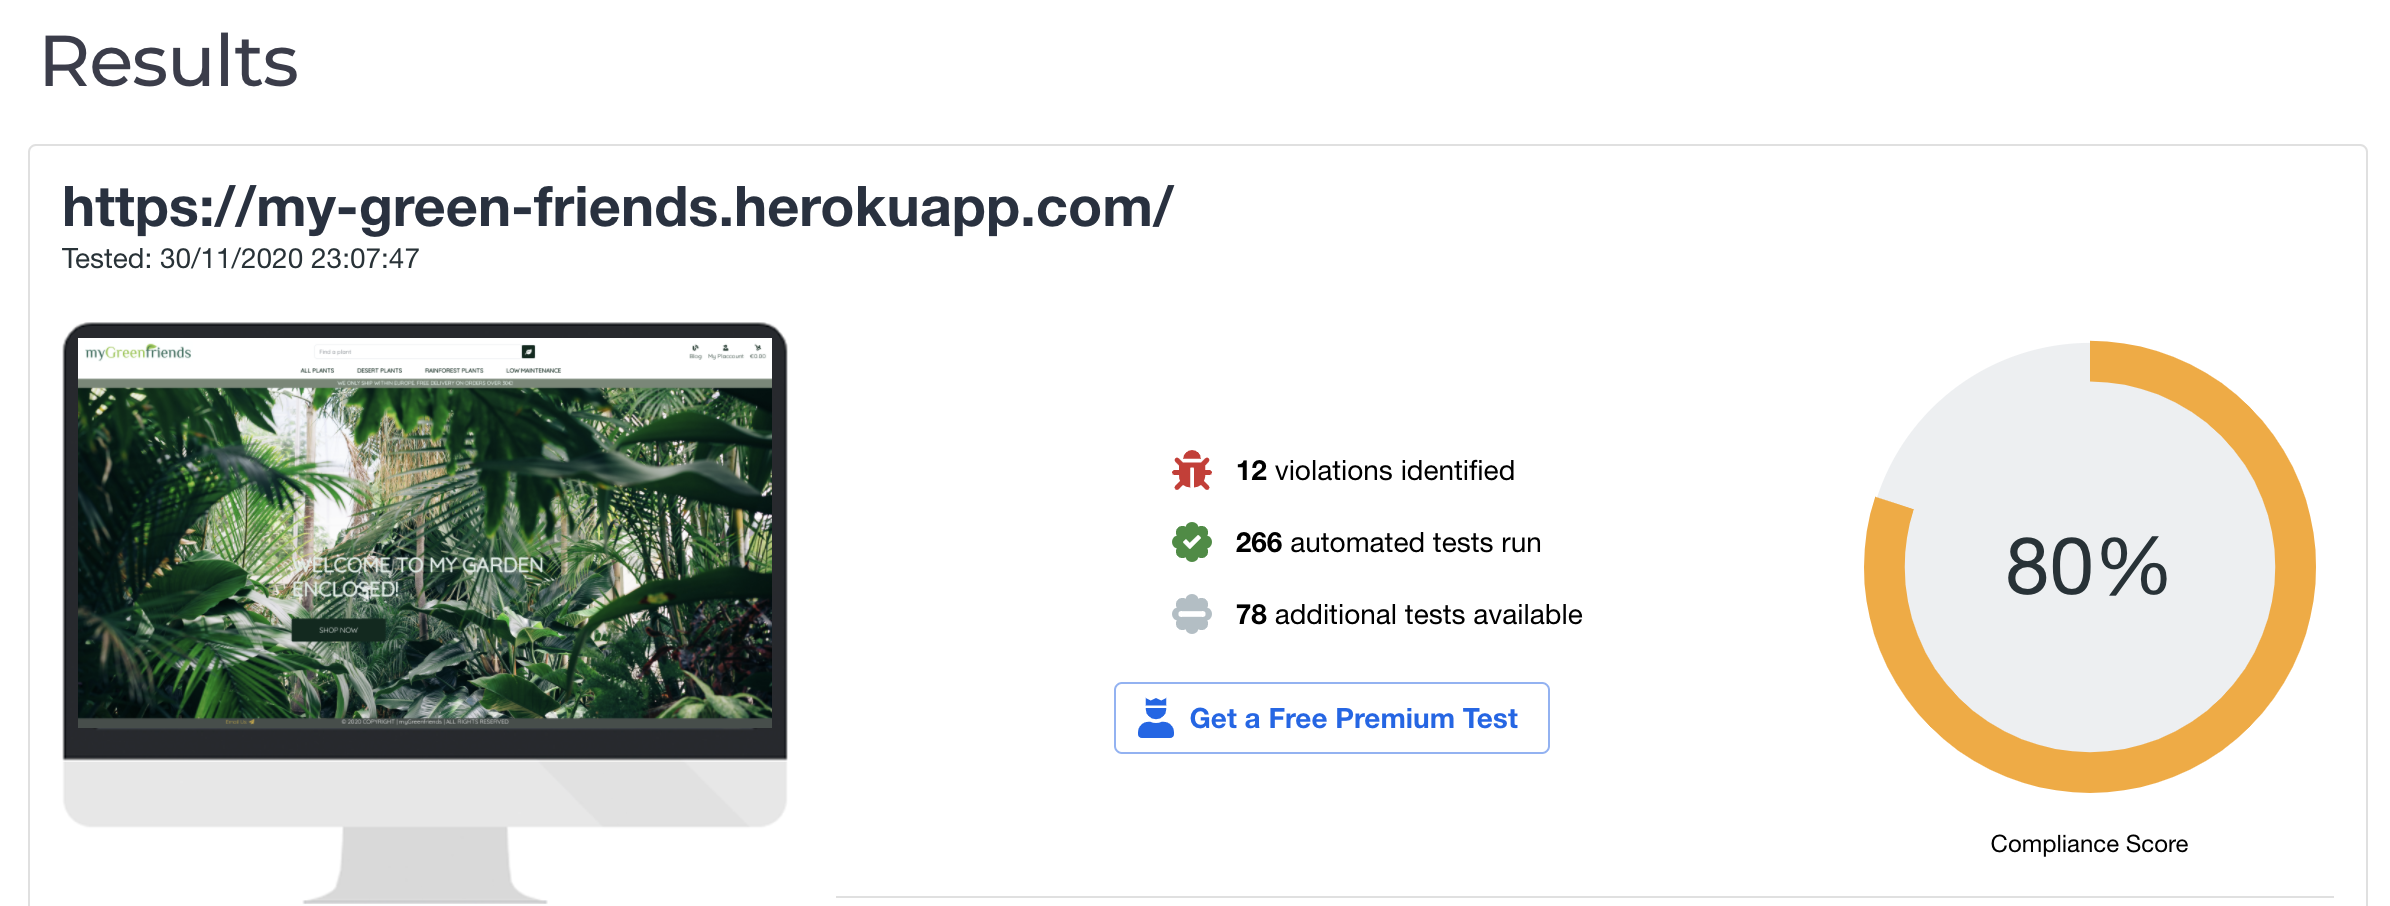 Results
https://my-green-friends.herokuapp.com/
Tested: 30/11/2020 23:07:47
myGreenfriends
Find a plant
Blog
My Placcount
€0.00
ALL PLANTS
DESERT PLANTS
RAINFOREST PLANTS
LOW MAINTENANCE
WE ONLY SHIP WITHIN EUROPE. FREE DELIVERY ON ORDERS OVER 30€!
WELCOME TO MY GARDEN
ENCLOSED!
SHOP NOW
Email Us
© 2020 COPYRIGHT | myGreenfriends | ALL RIGHTS RESERVED
12 violations identified
266 automated tests run
78 additional tests available
Get a Free Premium Test
80%
Compliance Score